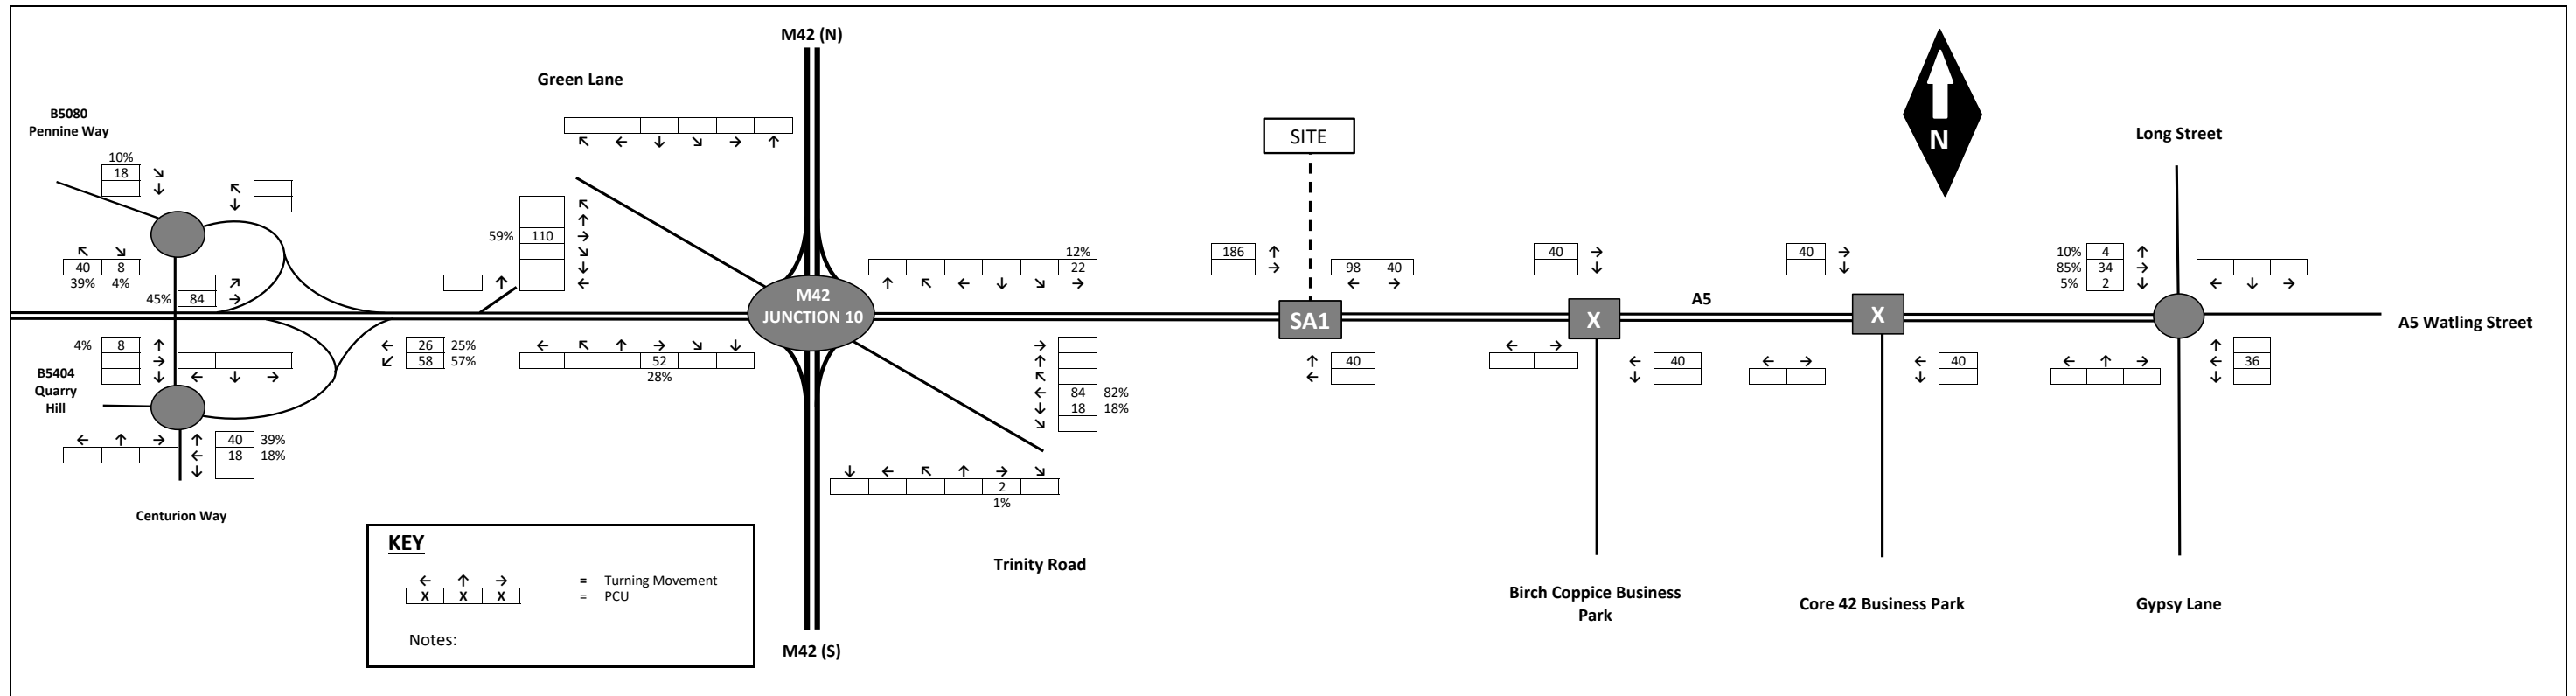 M42 (N)
Green Lane
B5080
Pennine Way
10%
18
SITE
N
Long Street
59% 110
12%
22
186
98 40
40
40
10% 4
85% 34
5% 2
40 8
39% 4%
45% 84
M42
JUNCTION 10
SA1
X
A5
X
A5 Watling Street
4% 8
26 25%
58 57%
52
28%
40
40
40
36
B5404
Quarry
Hill
84 82%
18 18%
40 39%
18 18%
2
1%
Centurion Way
KEY
= Turning Movement
X X X = PCU
Notes:
Trinity Road
M42 (S)
Birch Coppice Business
Park
Core 42 Business Park
Gypsy Lane